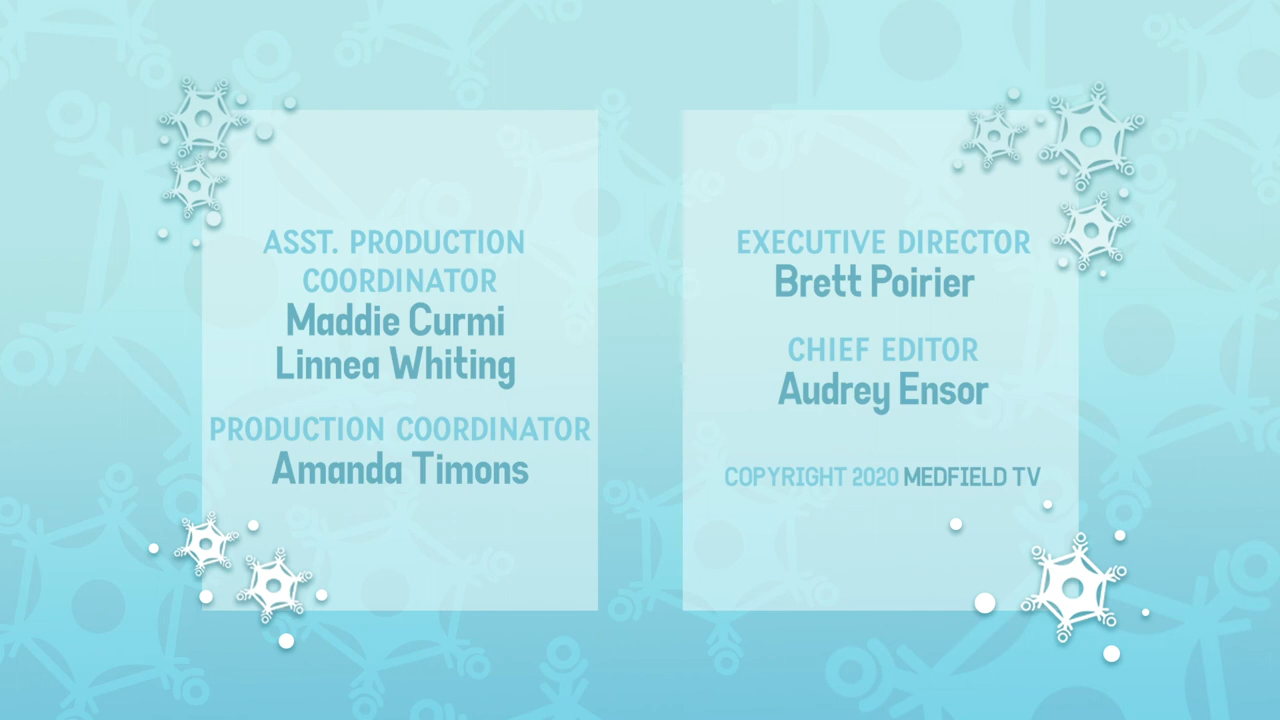 ASST. PRODUCTION
COORDINATOR
Maddie Curmi
Linnea Whiting
PRODUCTION COORDINATOR
Amanda Timons
EXECUTIVE DIRECTOR
Brett Poirier
CHIEF EDITOR
Audrey Ensor
COPYRIGHT 2020 MEDFIELD TV